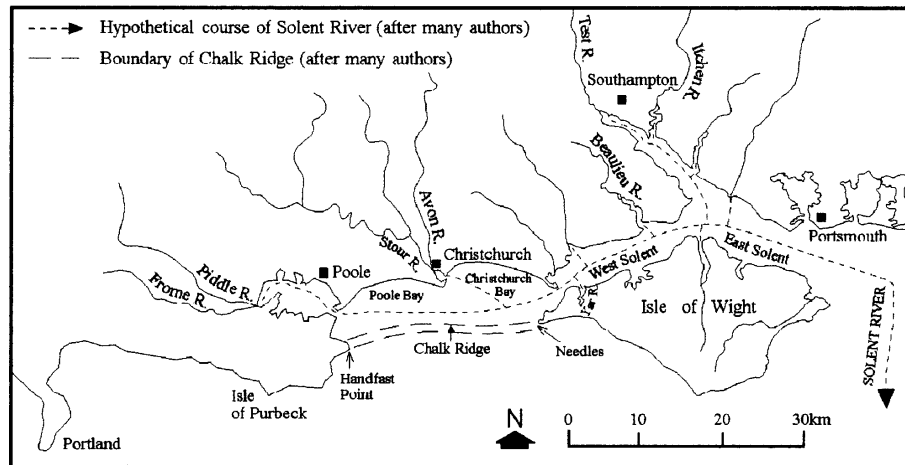 Hypothetical course of Solent River (after many authors)
Boundary of Chalk Ridge (after many authors)
Test R.
Itchen R.
Southampton
Beaulieu R.
Avon R.
Stour R.
Christchurch
Portsmouth
East Solent
West Solent
Piddle R.
Poole
Christchurch
Bay
Frome R.
Poole Bay
Yar R.
Isle of Wight
Chalk Ridge
Needles
SOLENT RIVER
Isle
of Purbeck
Handfast
Point
N
0 10 20 30km
Portland